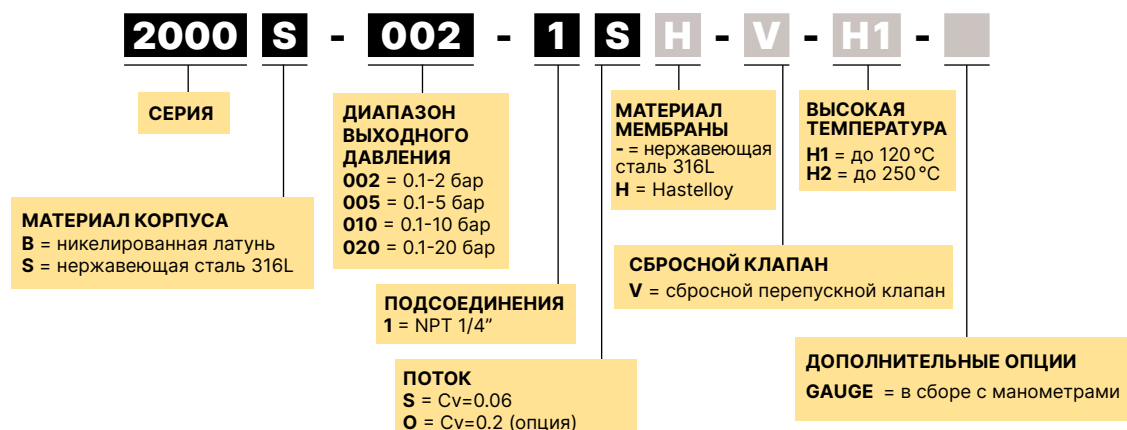 2000 S - 002 - 1 S H - V - H1 -
СЕРИЯ
МАТЕРИАЛ КОРПУСА
B = никелированная латунь
S = нержавеющая сталь 316L
ДИАПАЗОН
ВЫХОДНОГО
ДАВЛЕНИЯ
002 = 0.1-2 бар
005 = 0.1-5 бар
010 = 0.1-10 бар
020 = 0.1-20 бар
ПОДСОЕДИНЕНИЯ
1 = NPT 1/4”
ПОТОК
S = Cv=0.06
O = Cv=0.2 (опция)
МАТЕРИАЛ
МЕМБРАНЫ
- = нержавеющая
сталь 316L
H = Hastelloy
СБРОСНОЙ КЛАПАН
V = сбросной перепускной клапан
ВЫСОКАЯ
ТЕМПЕРАТУРА
H1 = до 120 °C
H2 = до 250 °C
ДОПОЛНИТЕЛЬНЫЕ ОПЦИИ
GAUGE = в сборе с манометрами